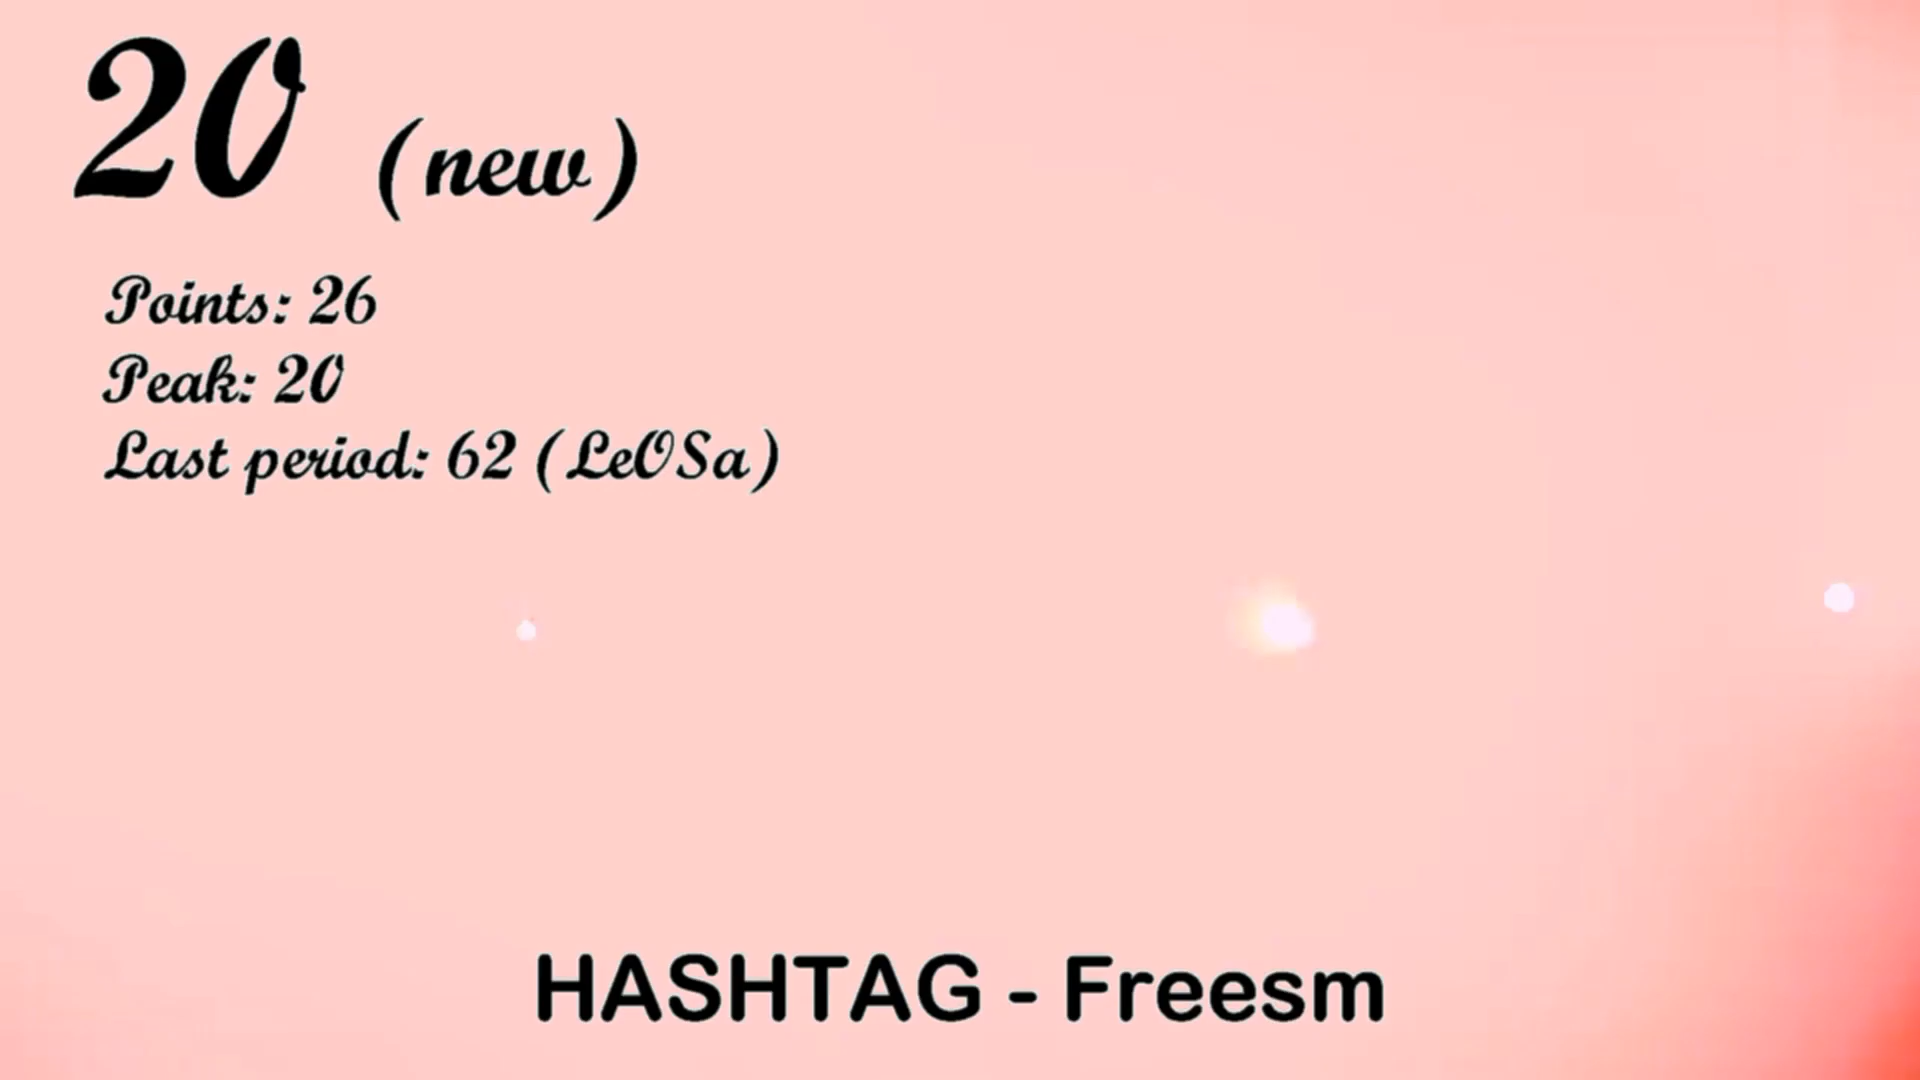 20 (new)
Points: 26
Peak: 20
Last period: 62 (LeOSa)
HASHTAG - Freesm